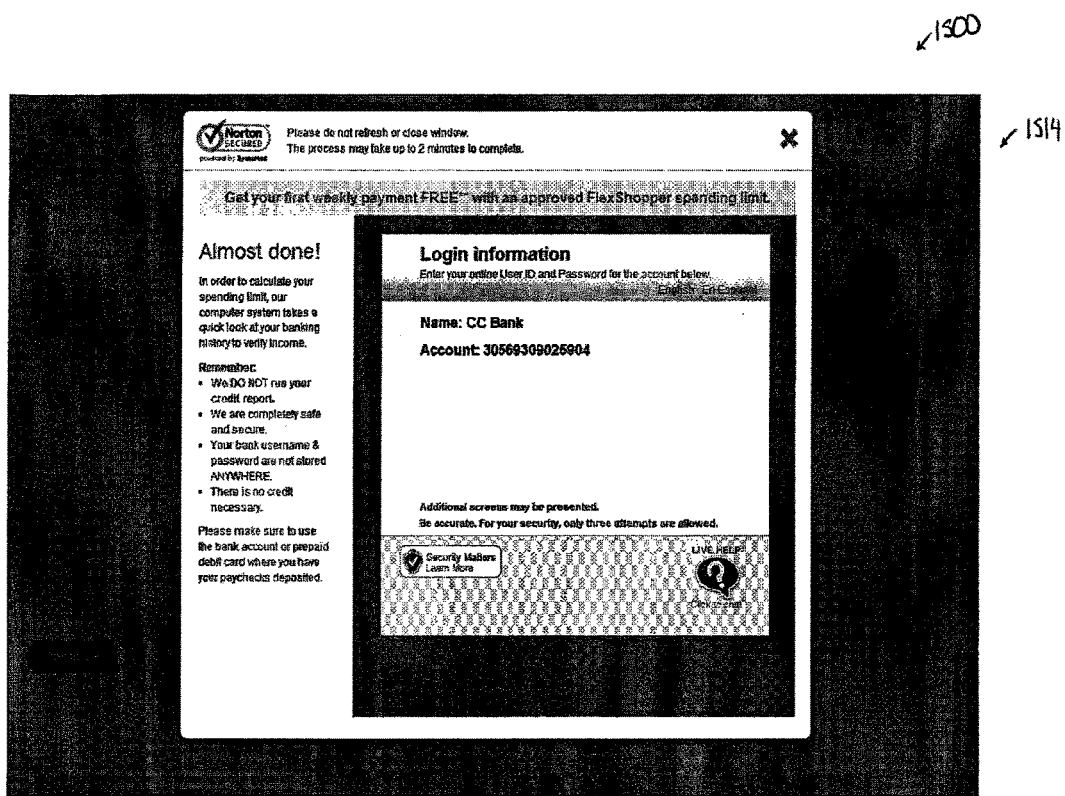 1500
1514
Norton
SECURED
powered by Symantec
Please do not refresh or close window.
The process may take up to 2 minutes to complete.
Get your first weekly payment FREE** with an approved FlexShopper spending limit.
Almost done!
In order to calculate your
spending limit, our
computer system takes a
quick look at your banking
history to verify income.
Remember:
• We DO NOT run your
credit report.
• We are completely safe
and secure.
• Your bank username &
password are not stored
ANYWHERE.
• There is no credit
necessary.
Please make sure to use
the bank account or prepaid
debit card where you have
your paychecks deposited.
Login information
Enter your online User ID and Password for the account below.
English En Español
Name: CC Bank
Account: 30569309025904
Additional screens may be presented.
Be accurate. For your security, only three attempts are allowed.
Security Matters
Learn More
LIVE HELP
Click to chat